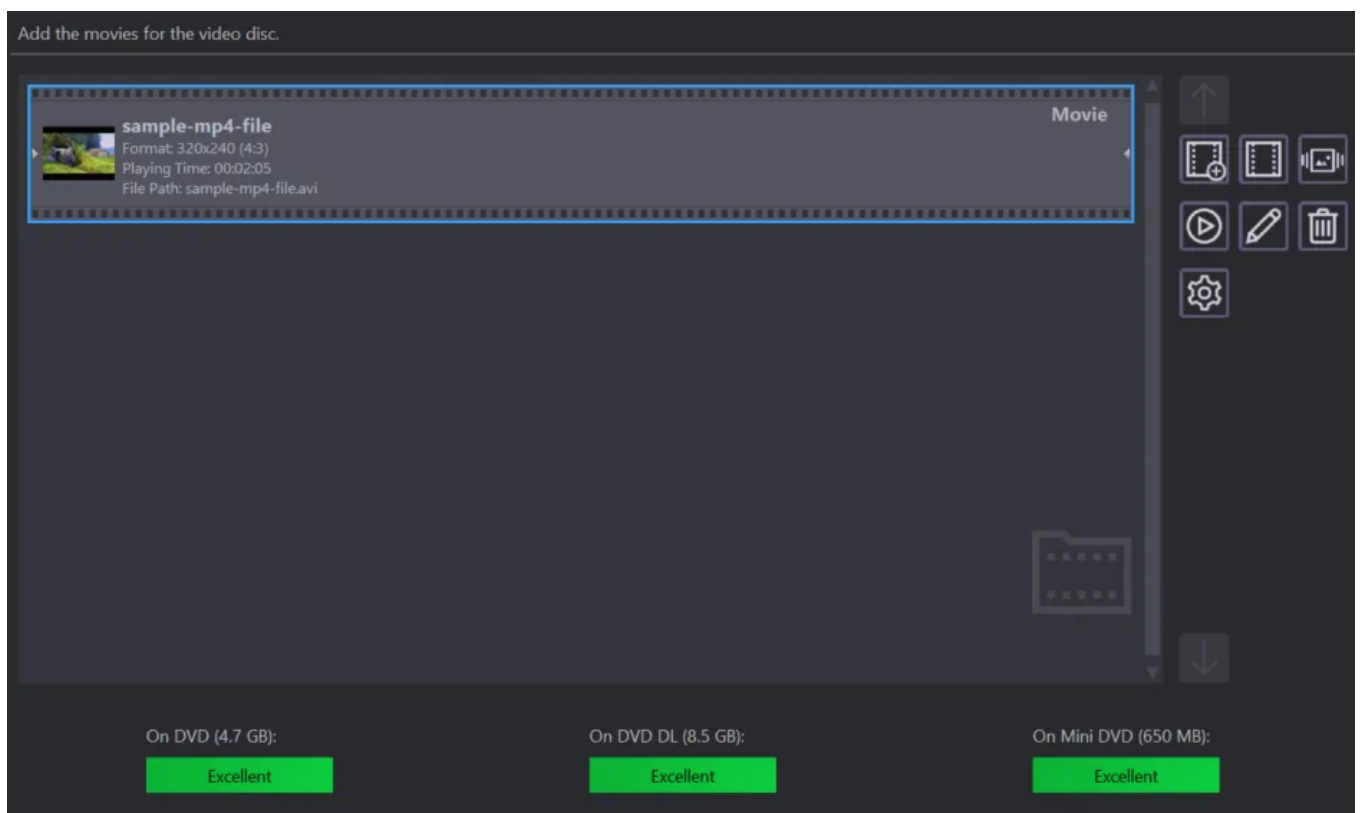 Add the movies for the video disc.
Movie
sample-mp4-file
Format: 320x240 (4:3)
Playing Time: 00:02:05
File Path: sample-mp4-file.avi
On DVD (4.7 GB):
Excellent
On DVD DL (8.5 GB):
Excellent
On Mini DVD (650 MB):
Excellent